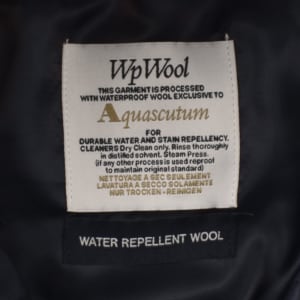 WpWool
THIS GARMENT IS PROCESSED
WITH WATERPROOF WOOL EXCLUSIVE TO
Aquascutum
FOR
DURABLE WATER AND STAIN REPELLENCY.
CLEANERS Dry Clean only, Rinse thoroughly
in distilled solvent. Steam Press.
(if any other process is used reproof
to maintain original standard)
NETTOYAGE A SEC SEULEMENT
LAVATURA A SECCO SOLAMENTE
NUR TROCKEN - REINIGEN
WATER REPELLENT WOOL